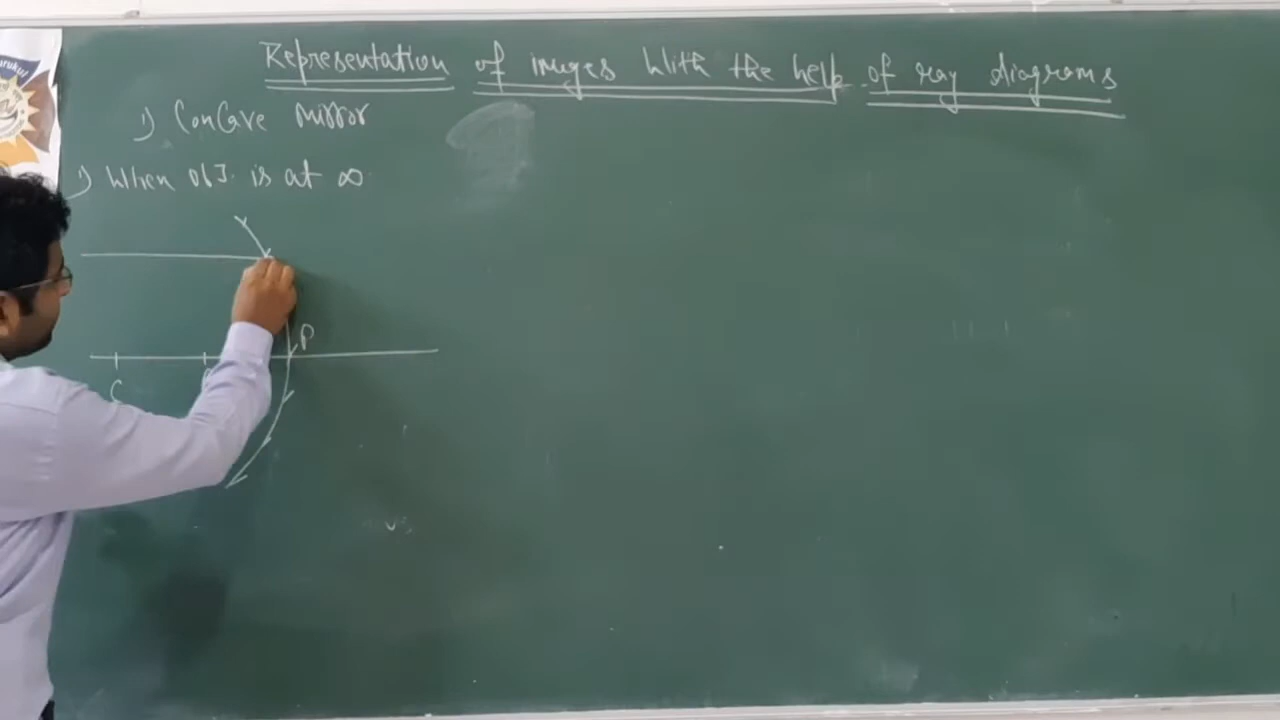 Representation of images With the help of ray diagrams
1) Concave mirror
1) When obJ. is at ∞
P
C